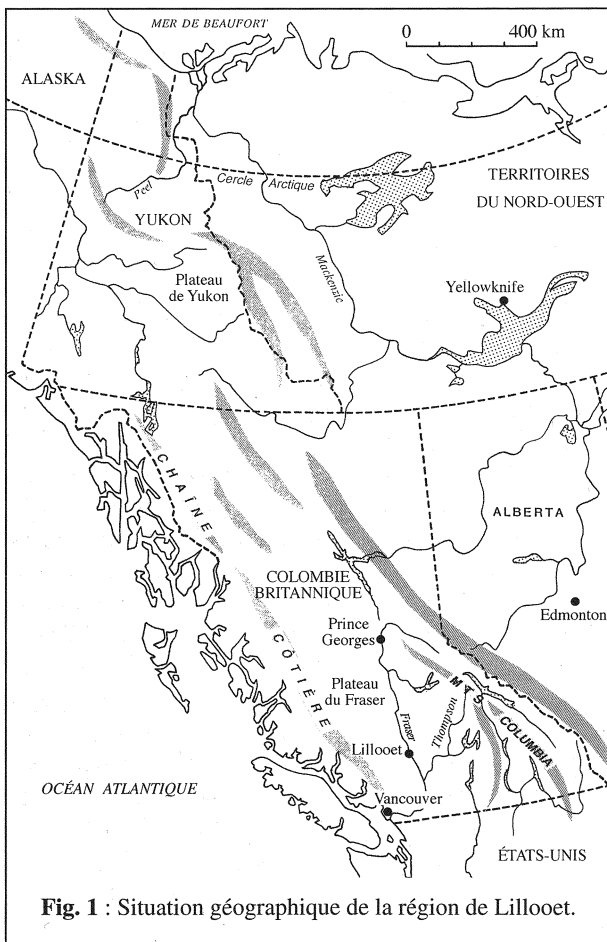 MER DE BEAUFORT
0 400 km
ALASKA
TERRITOIRES
DU NORD-OUEST
Cercle Arctique
Peel
YUKON
Mackenzie
Plateau
de Yukon
Yellowknife
CHAÎNE
CÔTIÈRE
ALBERTA
COLOMBIE
BRITANNIQUE
Edmonton
Prince
Georges
MTS COLUMBIA
Plateau
du Fraser
Fraser
Thompson
Lillooet
OCÉAN ATLANTIQUE
Vancouver
ÉTATS-UNIS
Fig. 1 : Situation géographique de la région de Lillooet.